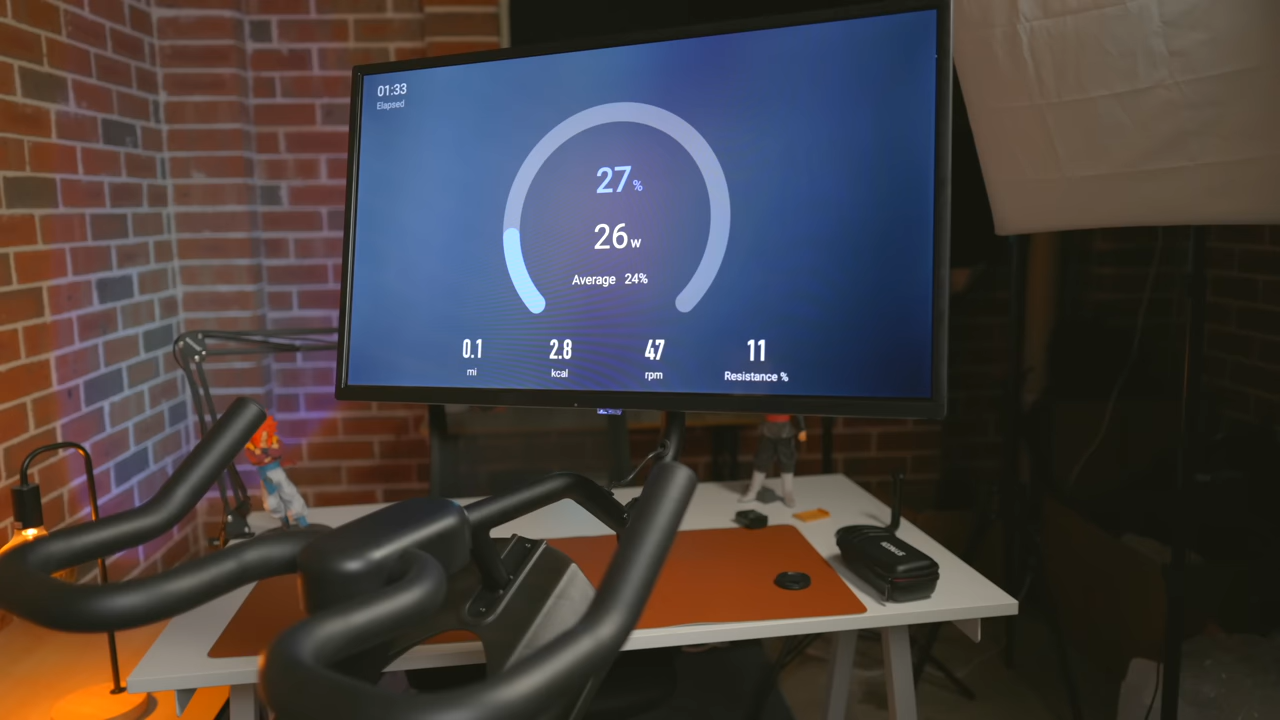 01:33
Elapsed
27%
26w
Average 24%
0.1 2.8 47 11
mi kcal rpm Resistance %